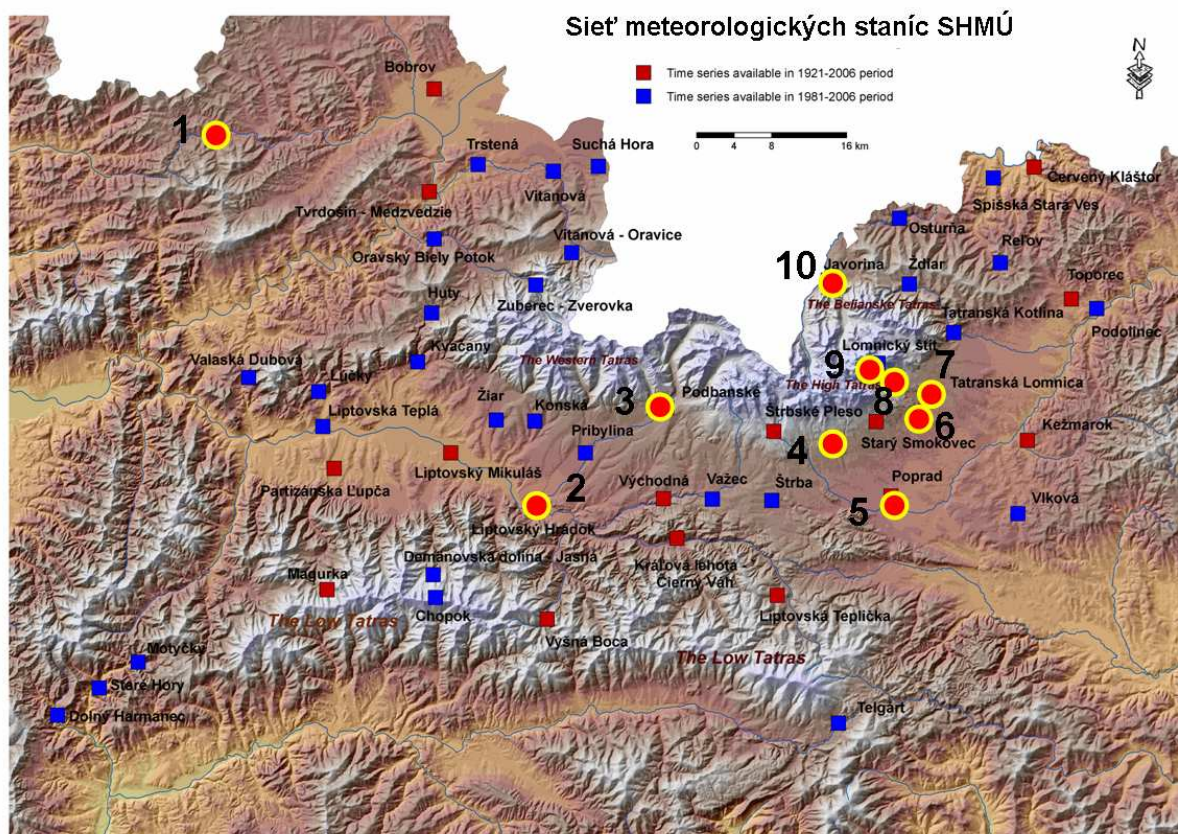 Sieť meteorologických staníc SHMÚ
N
Time series available in 1921-2006 period
Time series available in 1981-2006 period
0 4 8 16 km
Bobrov
1
Trstená
Suchá Hora
Vitanová
Tvrdošín - Medzvedzie
Vitanová - Oravice
Oravský Biely Potok
Zuberec - Zverovka
Huty
Kvačany
The Western Tatras
Valaská Dubová
Lúčky
Liptovská Teplá
Žiar
Konská
3
Podbanské
Pribylina
Liptovský Mikuláš
Partizánska Ľupča
2
Liptovský Hrádok
Východná
Važec
Štrba
Červený Kláštor
Spišská Stará Ves
Osturňa
Reľov
10
Javorina
Ždiar
Toporec
The Belianske Tatras
Tatranská Kotlina
Podolínec
Lomnický štít
9
7
The High Tatras
8
Tatranská Lomnica
Štrbské Pleso
6
4
Starý Smokovec
Kežmarok
Poprad
5
Vlková
Demänovská dolina - Jasná
Kráľová lehota
Čierny Váh
Magurka
Chopok
The Low Tatras
Vyšná Boca
Liptovská Teplička
The Low Tatras
Motyčky
Staré Hory
Dolný Harmanec
Telgárt